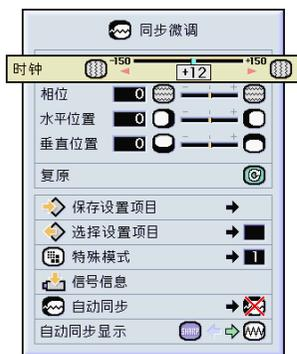 同步微调
时钟 -150 +12 +150
相位 0 - +
水平位置 0 - +
垂直位置 0 - +
复原
保存设置项目
选择设置项目
特殊模式 1
信号信息
自动同步
自动同步显示 SHARP